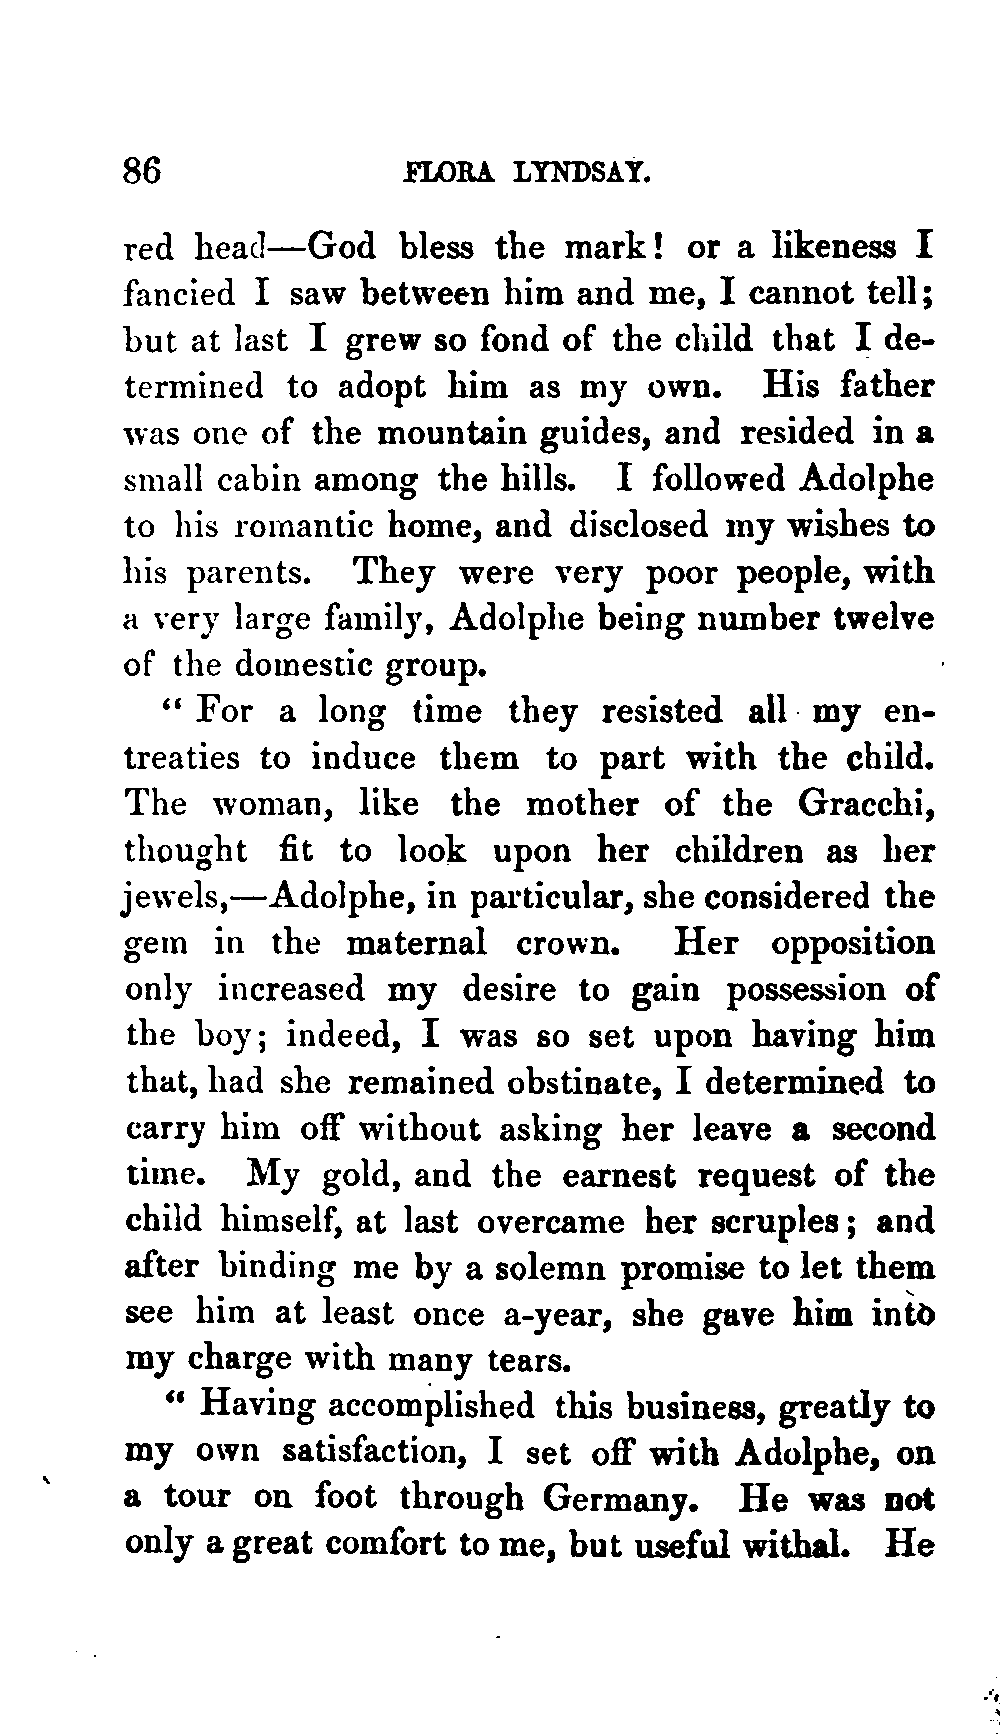 86 FLORA LYNDSAY.
red head—God bless the mark! or a likeness I
fancied I saw between him and me, I cannot tell;
but at last I grew so fond of the child that I de-
termined to adopt him as my own. His father
was one of the mountain guides, and resided in a
small cabin among the hills. I followed Adolphe
to his romantic home, and disclosed my wishes to
his parents. They were very poor people, with
a very large family, Adolphe being number twelve
of the domestic group.
“ For a long time they resisted all my en-
treaties to induce them to part with the child.
The woman, like the mother of the Gracchi,
thought fit to look upon her children as her
jewels,—Adolphe, in particular, she considered the
gem in the maternal crown. Her opposition
only increased my desire to gain possession of
the boy; indeed, I was so set upon having him
that, had she remained obstinate, I determined to
carry him off without asking her leave a second
time. My gold, and the earnest request of the
child himself, at last overcame her scruples; and
after binding me by a solemn promise to let them
see him at least once a-year, she gave him into
my charge with many tears.
“ Having accomplished this business, greatly to
my own satisfaction, I set off with Adolphe, on
a tour on foot through Germany. He was not
only a great comfort to me, but useful withal. He